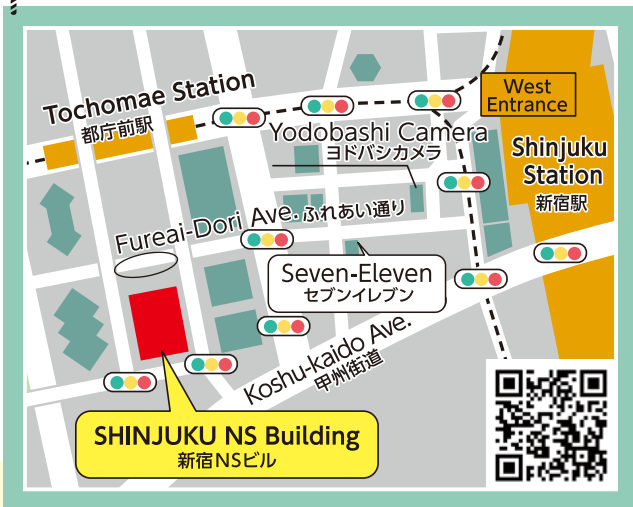 Tochomae Station
都庁前駅
West
Entrance
Yodobashi Camera
ヨドバシカメラ
Shinjuku
Station
新宿駅
Fureai-Dori Ave. ふれあい通り
Seven-Eleven
セブンイレブン
Koshu-kaido Ave.
甲州街道
SHINJUKU NS Building
新宿NSビル